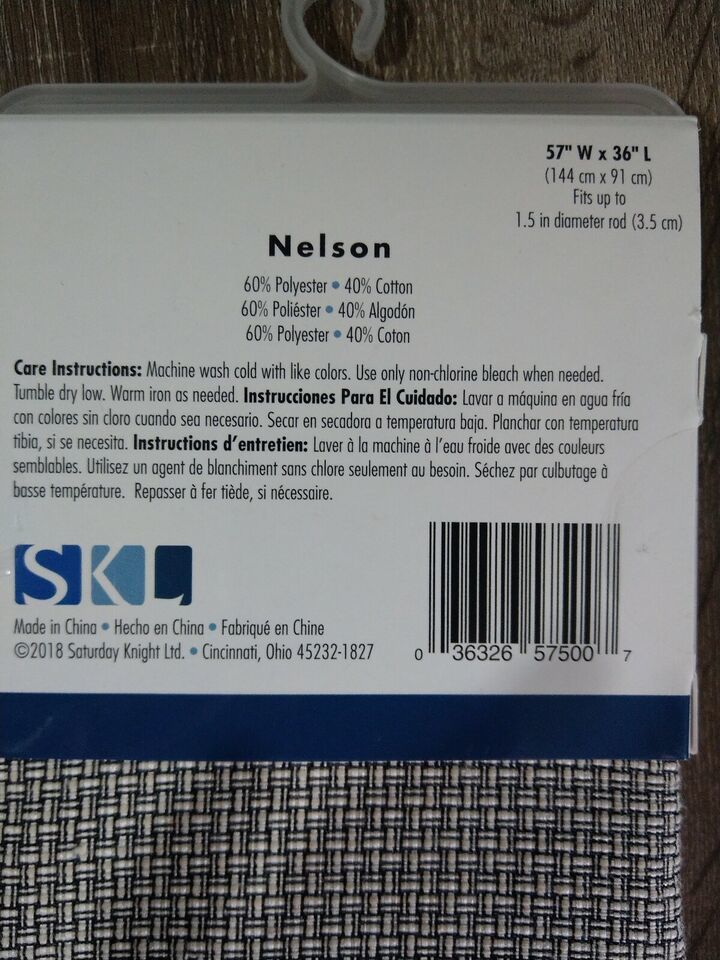 57" W x 36" L
(144 cm x 91 cm)
Fits up to
1.5 in diameter rod (3.5 cm)
Nelson
60% Polyester • 40% Cotton
60% Poliéster • 40% Algodón
60% Polyester • 40% Coton
Care Instructions: Machine wash cold with like colors. Use only non-chlorine bleach when needed.
Tumble dry low. Warm iron as needed. Instrucciones Para El Cuidado: Lavar a máquina en agua fría
con colores sin cloro cuando sea necesario. Secar en secadora a temperatura baja. Planchar con temperatura
tibia, si se necesita. Instructions d'entretien: Laver à la machine à l'eau froide avec des couleurs
semblables. Utilisez un agent de blanchiment sans chlore seulement au besoin. Séchez par culbutage à
basse température. Repasser à fer tiède, si nécessaire.
SKL
Made in China • Hecho en China • Fabriqué en Chine
©2018 Saturday Knight Ltd. • Cincinnati, Ohio 45232-1827
0 36326 57500 7